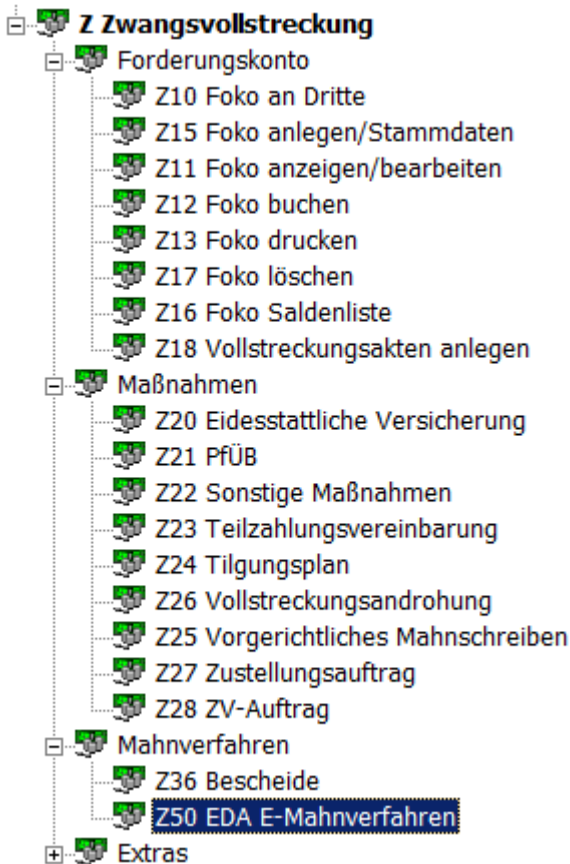 Z Zwangsvollstreckung
Forderungskonto
Z10 Foko an Dritte
Z15 Foko anlegen/Stammdaten
Z11 Foko anzeigen/bearbeiten
Z12 Foko buchen
Z13 Foko drucken
Z17 Foko löschen
Z16 Foko Saldenliste
Z18 Vollstreckungsakten anlegen
Maßnahmen
Z20 Eidesstattliche Versicherung
Z21 PfÜB
Z22 Sonstige Maßnahmen
Z23 Teilzahlungsvereinbarung
Z24 Tilgungsplan
Z26 Vollstreckungsandrohung
Z25 Vorgerichtliches Mahnschreiben
Z27 Zustellungsauftrag
Z28 ZV-Auftrag
Mahnverfahren
Z36 Bescheide
Z50 EDA E-Mahnverfahren
Extras